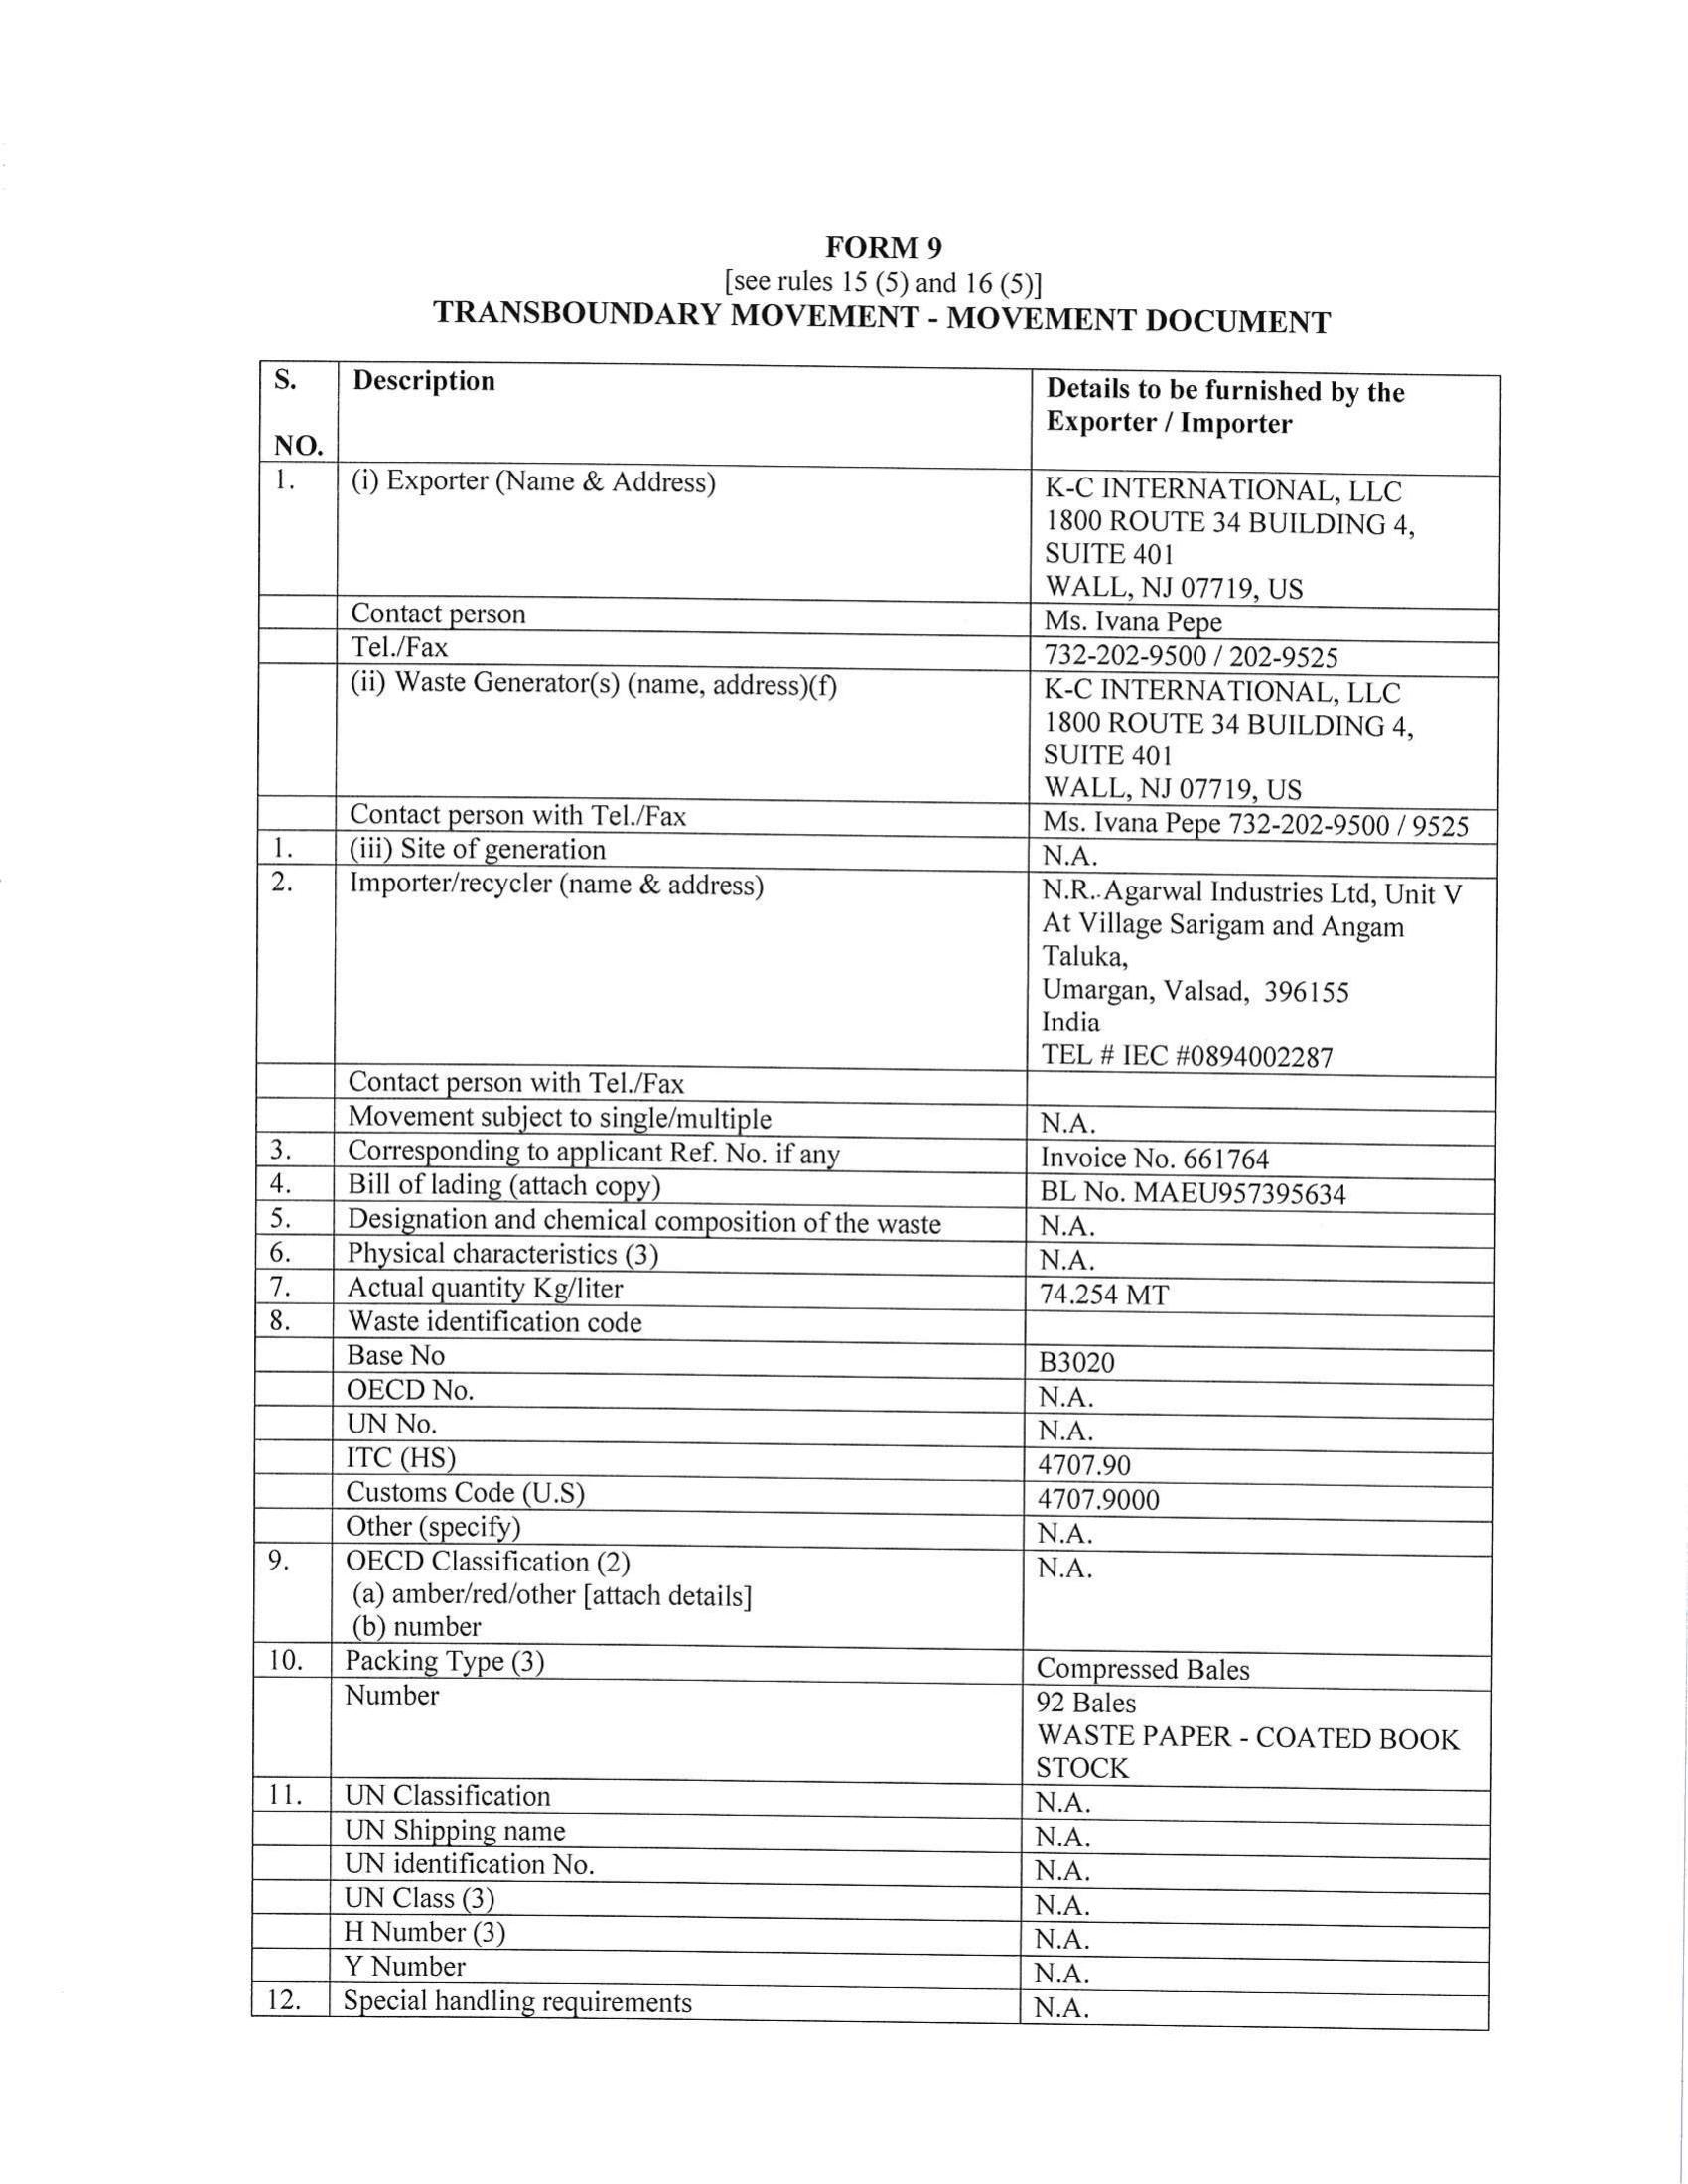 FORM 9
[see rules 15 (5) and 16 (5)]
TRANSBOUNDARY MOVEMENT - MOVEMENT DOCUMENT
S. Description Details to be furnished by the
Exporter / Importer
NO.
1. (i) Exporter (Name & Address) K-C INTERNATIONAL, LLC
1800 ROUTE 34 BUILDING 4,
SUITE 401
WALL, NJ 07719, US
Contact person Ms. Ivana Pepe
Tel./Fax 732-202-9500 / 202-9525
(ii) Waste Generator(s) (name, address)(f) K-C INTERNATIONAL, LLC
1800 ROUTE 34 BUILDING 4,
SUITE 401
WALL, NJ 07719, US
Contact person with Tel./Fax Ms. Ivana Pepe 732-202-9500 / 9525
1. (iii) Site of generation N.A.
2. Importer/recycler (name & address) N.R. Agarwal Industries Ltd, Unit V
At Village Sarigam and Angam
Taluka,
Umargan, Valsad, 396155
India
TEL # IEC #0894002287
Contact person with Tel./Fax
Movement subject to single/multiple N.A.
3. Corresponding to applicant Ref. No. if any Invoice No. 661764
4. Bill of lading (attach copy) BL No. MAEU957395634
5. Designation and chemical composition of the waste N.A.
6. Physical characteristics (3) N.A.
7. Actual quantity Kg/liter 74.254 MT
8. Waste identification code
Base No B3020
OECD No. N.A.
UN No. N.A.
ITC (HS) 4707.90
Customs Code (U.S) 4707.9000
Other (specify) N.A.
9. OECD Classification (2) N.A.
(a) amber/red/other [attach details]
(b) number
10. Packing Type (3) Compressed Bales
Number 92 Bales
WASTE PAPER - COATED BOOK
STOCK
11. UN Classification N.A.
UN Shipping name N.A.
UN identification No. N.A.
UN Class (3) N.A.
H Number (3) N.A.
Y Number N.A.
12. Special handling requirements N.A.